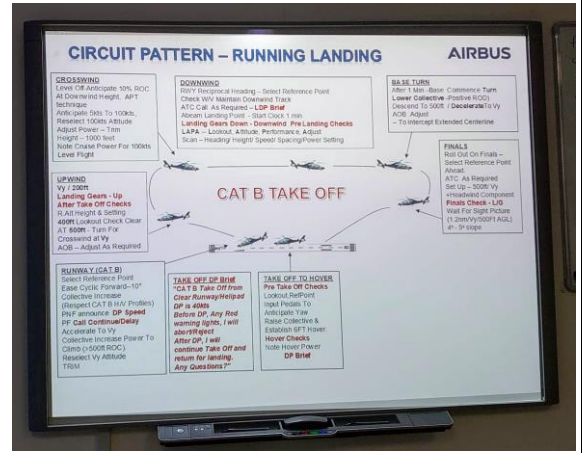 CIRCUIT PATTERN – RUNNING LANDING
AIRBUS
CROSSWIND
Level Off Anticipate 10% ROC
At Downwind Height, APT
technique
Anticipate 5kts To 100kts,
Reselect 100kts Attitude
Adjust Power – Trim
Height – 1000 feet
Note Cruise Power For 100kts
Level Flight
DOWNWIND
RWY Reciprocal Heading – Select Reference Point
Check W/V Maintain Downwind Track
ATC Call As Required – LDP Brief
Abeam Landing Point - Start Clock 1 min
Landing Gears Down - Downwind Pre Landing Checks
LAPA – Lookout, Attitude, Performance, Adjust
Scan – Heading/ Height/ Speed/ Spacing/Power Setting
BASE TURN
After 1 Min -Base Commence Turn
Lower Collective -Positive ROD)
Descend To 500ft / Decelerate To Vy
AOB Adjust
– To Intercept Extended Centerline
UPWIND
Vy / 200ft
Landing Gears - Up
After Take Off Checks
R.Alt Height & Setting
400ft Lookout Check Clear
AT 500ft - Turn For
Crosswind at Vy
AOB – Adjust As Required
CAT B TAKE OFF
FINALS
Roll Out On Finals –
Select Reference Point
Ahead.
ATC As Required
Set Up – 500ft/ Vy
+Headwind Component
Finals Check - L/G
Wait For Sight Picture
(1.2nm/Vy/500Ft AGL)
4º - 5º slope
RUNWAY (CAT B)
Select Reference Point
Ease Cyclic Forward–10°
Collective Increase
(Respect CAT B H/V Profiles)
PNF announce DP Speed
PF Call Continue/Delay
Accelerate To Vy
Collective Increase Power To
Climb (>500ft ROC)
Reselect Vy Attitude
TRIM
TAKE OFF DP Brief
"CAT B Take Off from
Clear Runway/Helipad
DP is 40kts
Before DP, Any Red
warning lights, I will
abort/Reject
After DP, I will
continue Take Off and
return for landing.
Any Questions?"
TAKE OFF TO HOVER
Pre Take Off Checks
Lookout,RefPoint
Input Pedals To
Anticipate Yaw
Raise Collective &
Establish 5FT Hover
Hover Checks
Note Hover Power
DP Brief